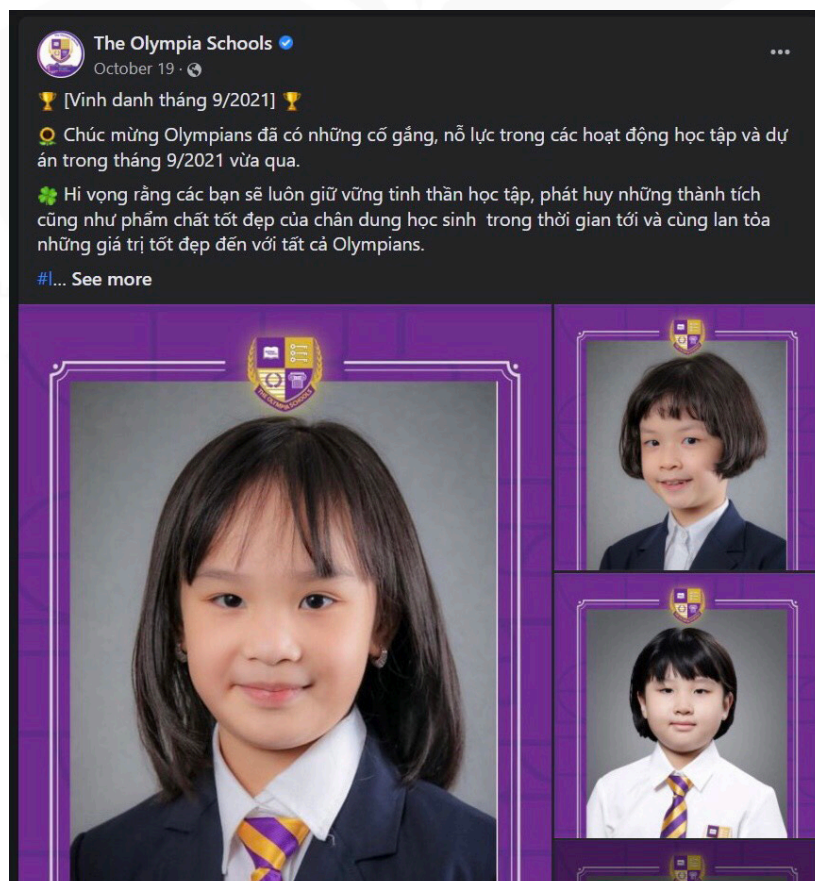 The Olympia Schools
October 19 ·
[Vinh danh tháng 9/2021]
Chúc mừng Olympians đã có những cố gắng, nỗ lực trong các hoạt động học tập và dự
án trong tháng 9/2021 vừa qua.
Hi vọng rằng các bạn sẽ luôn giữ vững tinh thần học tập, phát huy những thành tích
cũng như phẩm chất tốt đẹp của chân dung học sinh trong thời gian tới và cùng lan tỏa
những giá trị tốt đẹp đến với tất cả Olympians.
#l... See more
THE OLYMPIA SCHOOLS